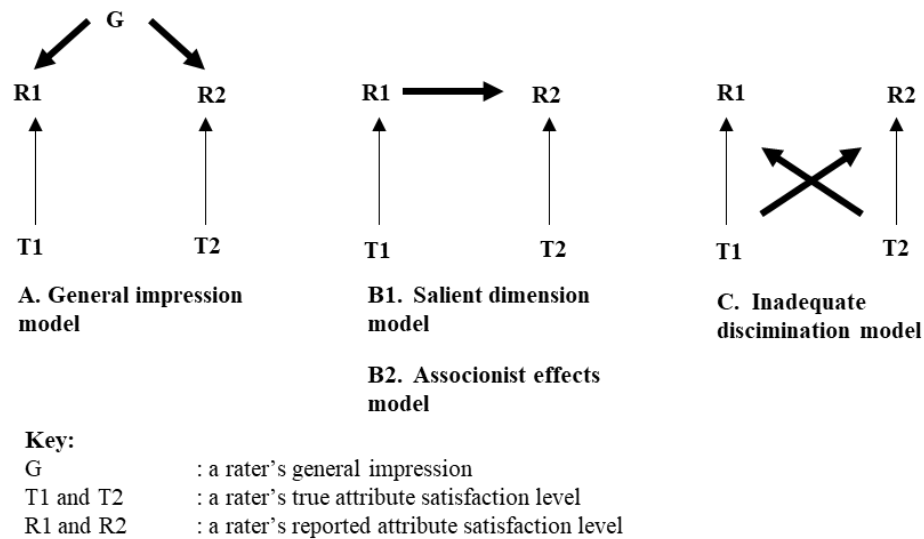 G
R1 R2 R1 R2 R1 R2
T1 T2 T1 T2 T1 T2
A. General impression
model
B1. Salient dimension
model
B2. Associonist effects
model
C. Inadequate
discimination model
Key:
G : a rater’s general impression
T1 and T2 : a rater’s true attribute satisfaction level
R1 and R2 : a rater’s reported attribute satisfaction level